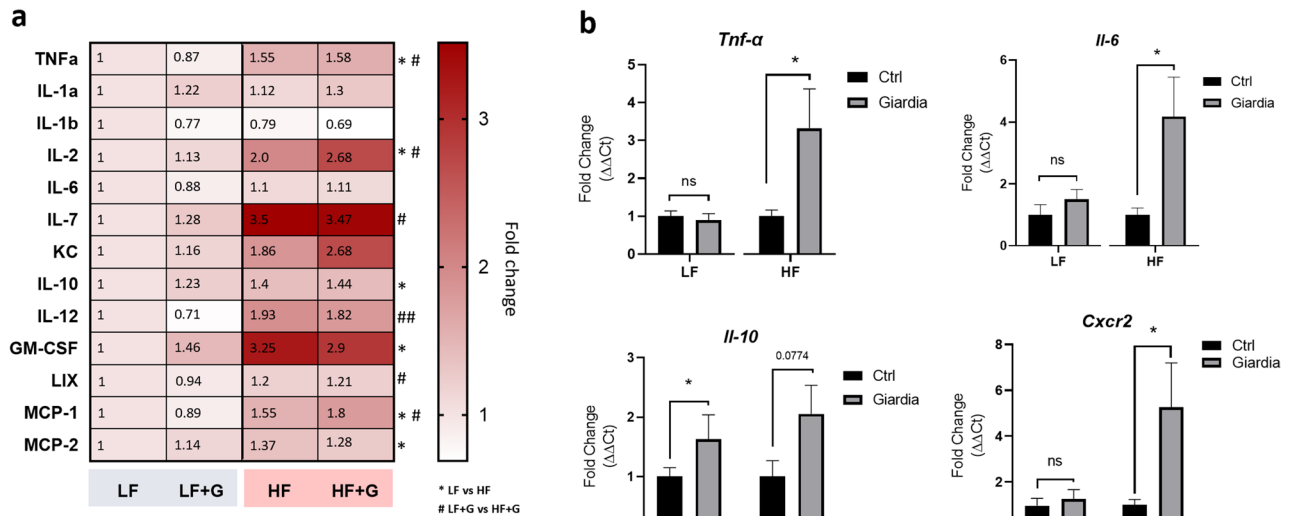 a
TNFa 1 0.87 1.55 1.58 * #
IL-1a 1 1.22 1.12 1.3
IL-1b 1 0.77 0.79 0.69
IL-2 1 1.13 2.0 2.68 * #
IL-6 1 0.88 1.1 1.11
IL-7 1 1.28 3.5 3.47 #
KC 1 1.16 1.86 2.68
IL-10 1 1.23 1.4 1.44 *
IL-12 1 0.71 1.93 1.82 ##
GM-CSF 1 1.46 3.25 2.9 *
LIX 1 0.94 1.2 1.21 #
MCP-1 1 0.89 1.55 1.8 * #
MCP-2 1 1.14 1.37 1.28 *
LF LF+G HF HF+G
3
2
1
Fold change
* LF vs HF
# LF+G vs HF+G
b
Tnf-α
Fold Change
(ΔΔCt)
5
4
3
2
1
0
ns
*
LF HF
Ctrl
Giardia
Il-6
Fold Change
(ΔΔCt)
6
4
2
0
ns
*
LF HF
Ctrl
Giardia
Il-10
Fold Change
(ΔΔCt)
3
2
1
*
0.0774
Ctrl
Giardia
Cxcr2
Fold Change
(ΔΔCt)
8
6
4
2
ns
*
Ctrl
Giardia